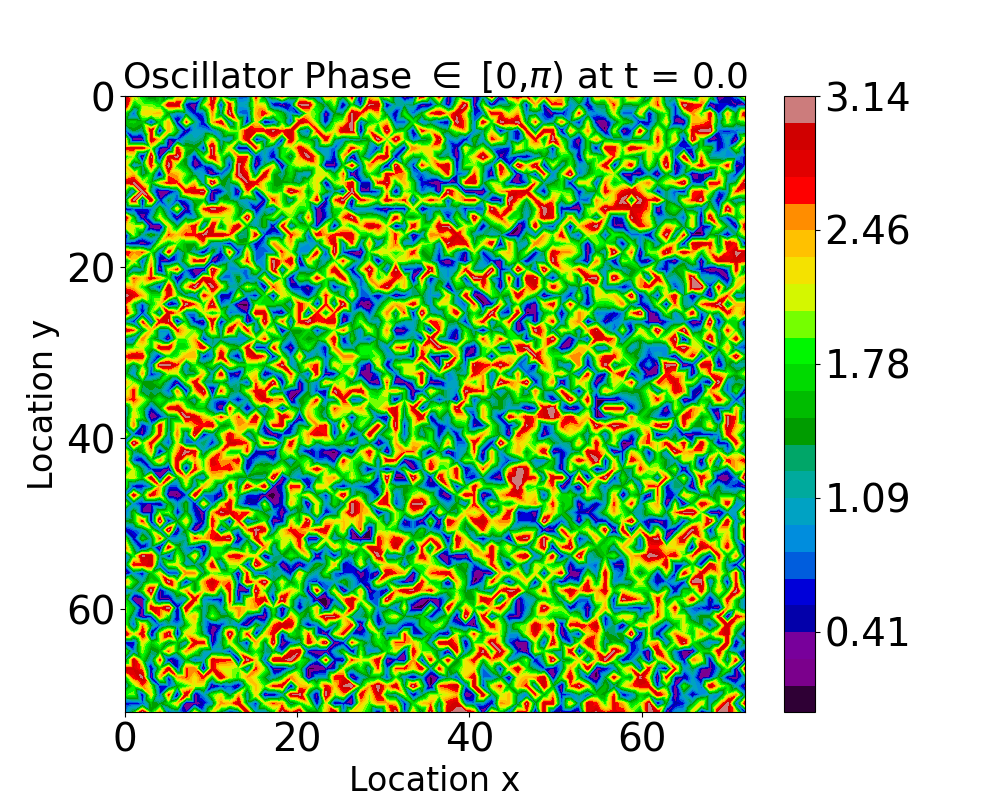 Oscillator Phase ∈ [0,π) at t = 0.0
0
20
40
60
Location y
0 20 40 60
Location x
3.14
2.46
1.78
1.09
0.41